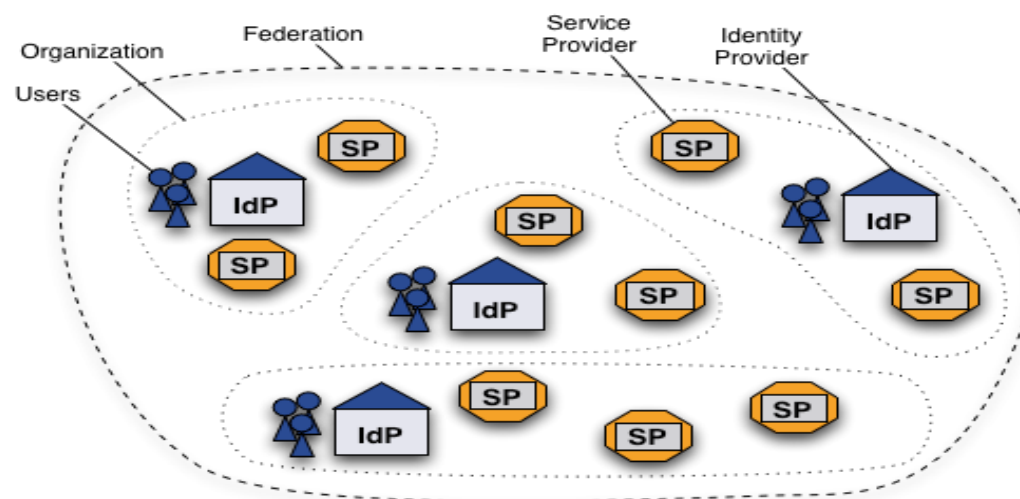 Organization
Federation
Service
Provider
Identity
Provider
Users
SP
SP
IdP
IdP
SP
SP
IdP
SP
SP
SP
IdP
SP
SP
SP